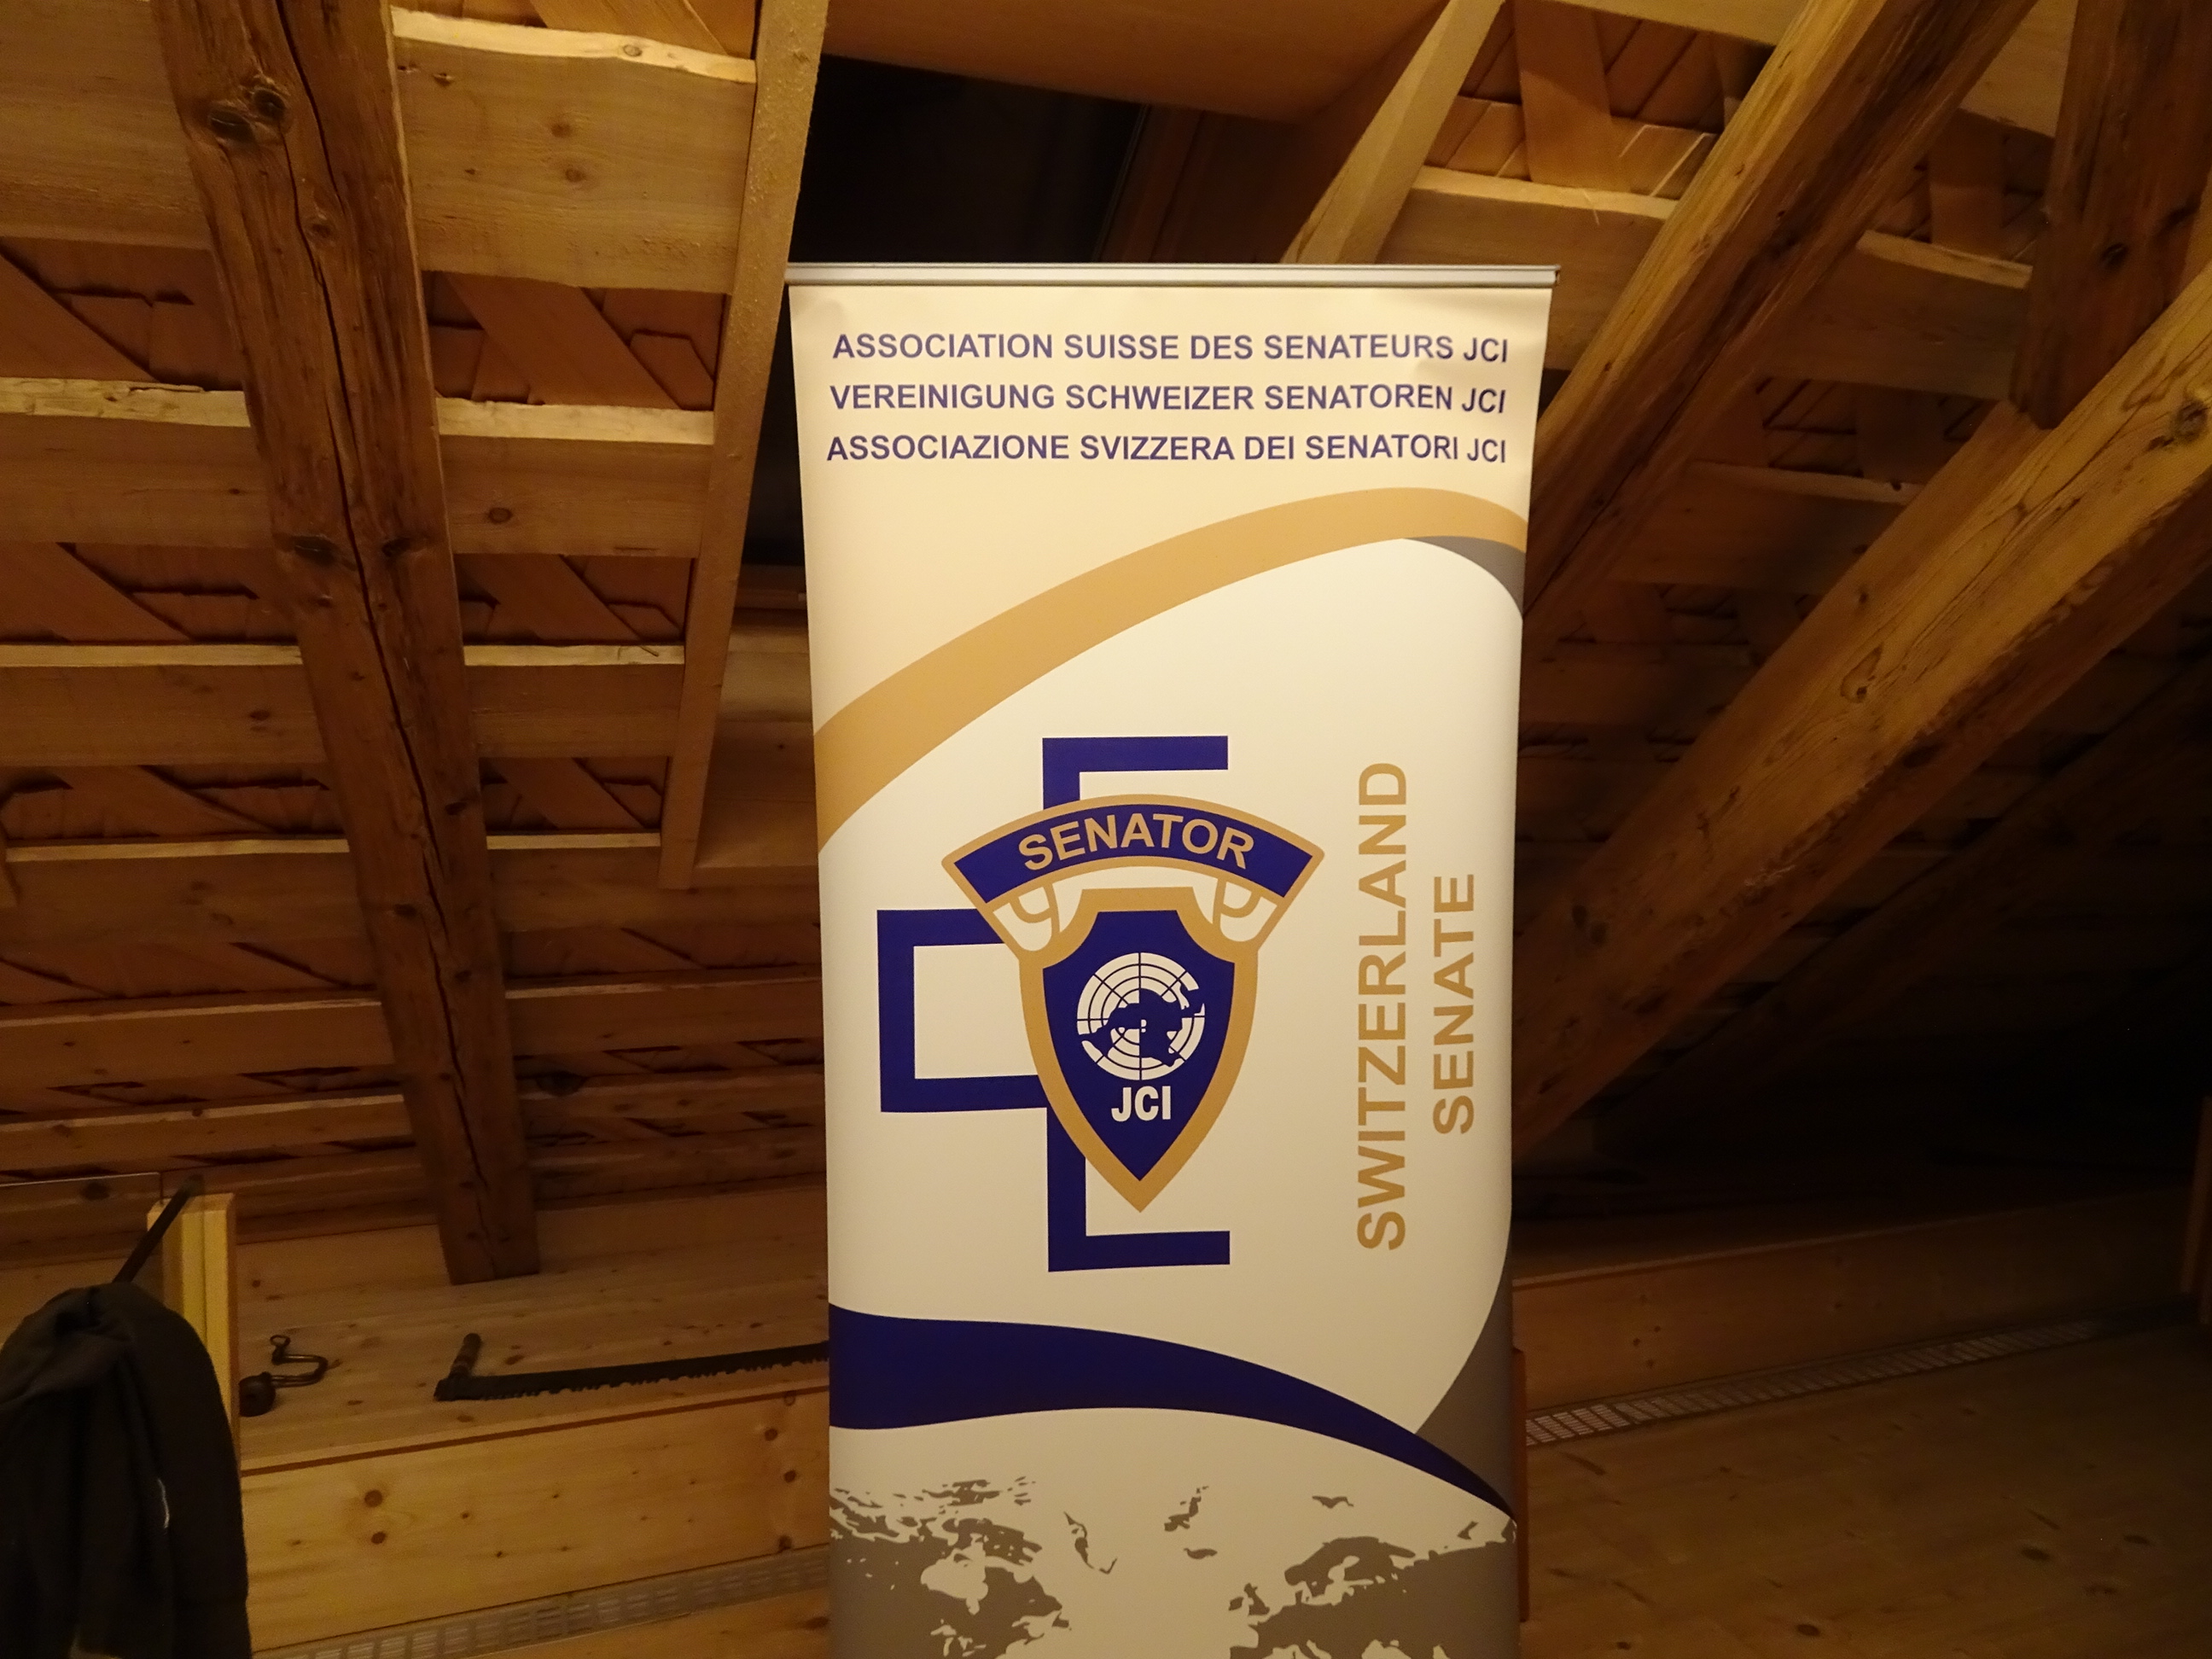 ASSOCIATION SUISSE DES SENATEURS JCI
VEREINIGUNG SCHWEIZER SENATOREN JCI
ASSOCIAZIONE SVIZZERA DEI SENATORI JCI
SENATOR
JCI
SWITZERLAND
SENATE